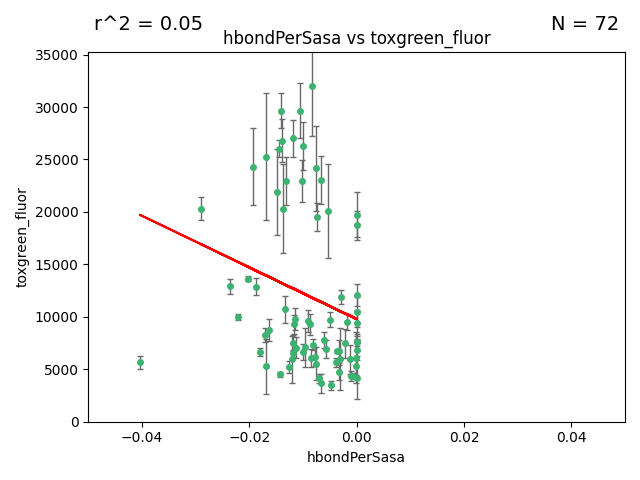 r^2 = 0.05
N = 72
hbondPerSasa vs toxgreen_fluor
toxgreen_fluor
35000
30000
25000
20000
15000
10000
5000
0
−0.04
−0.02
0.00
0.02
0.04
hbondPerSasa